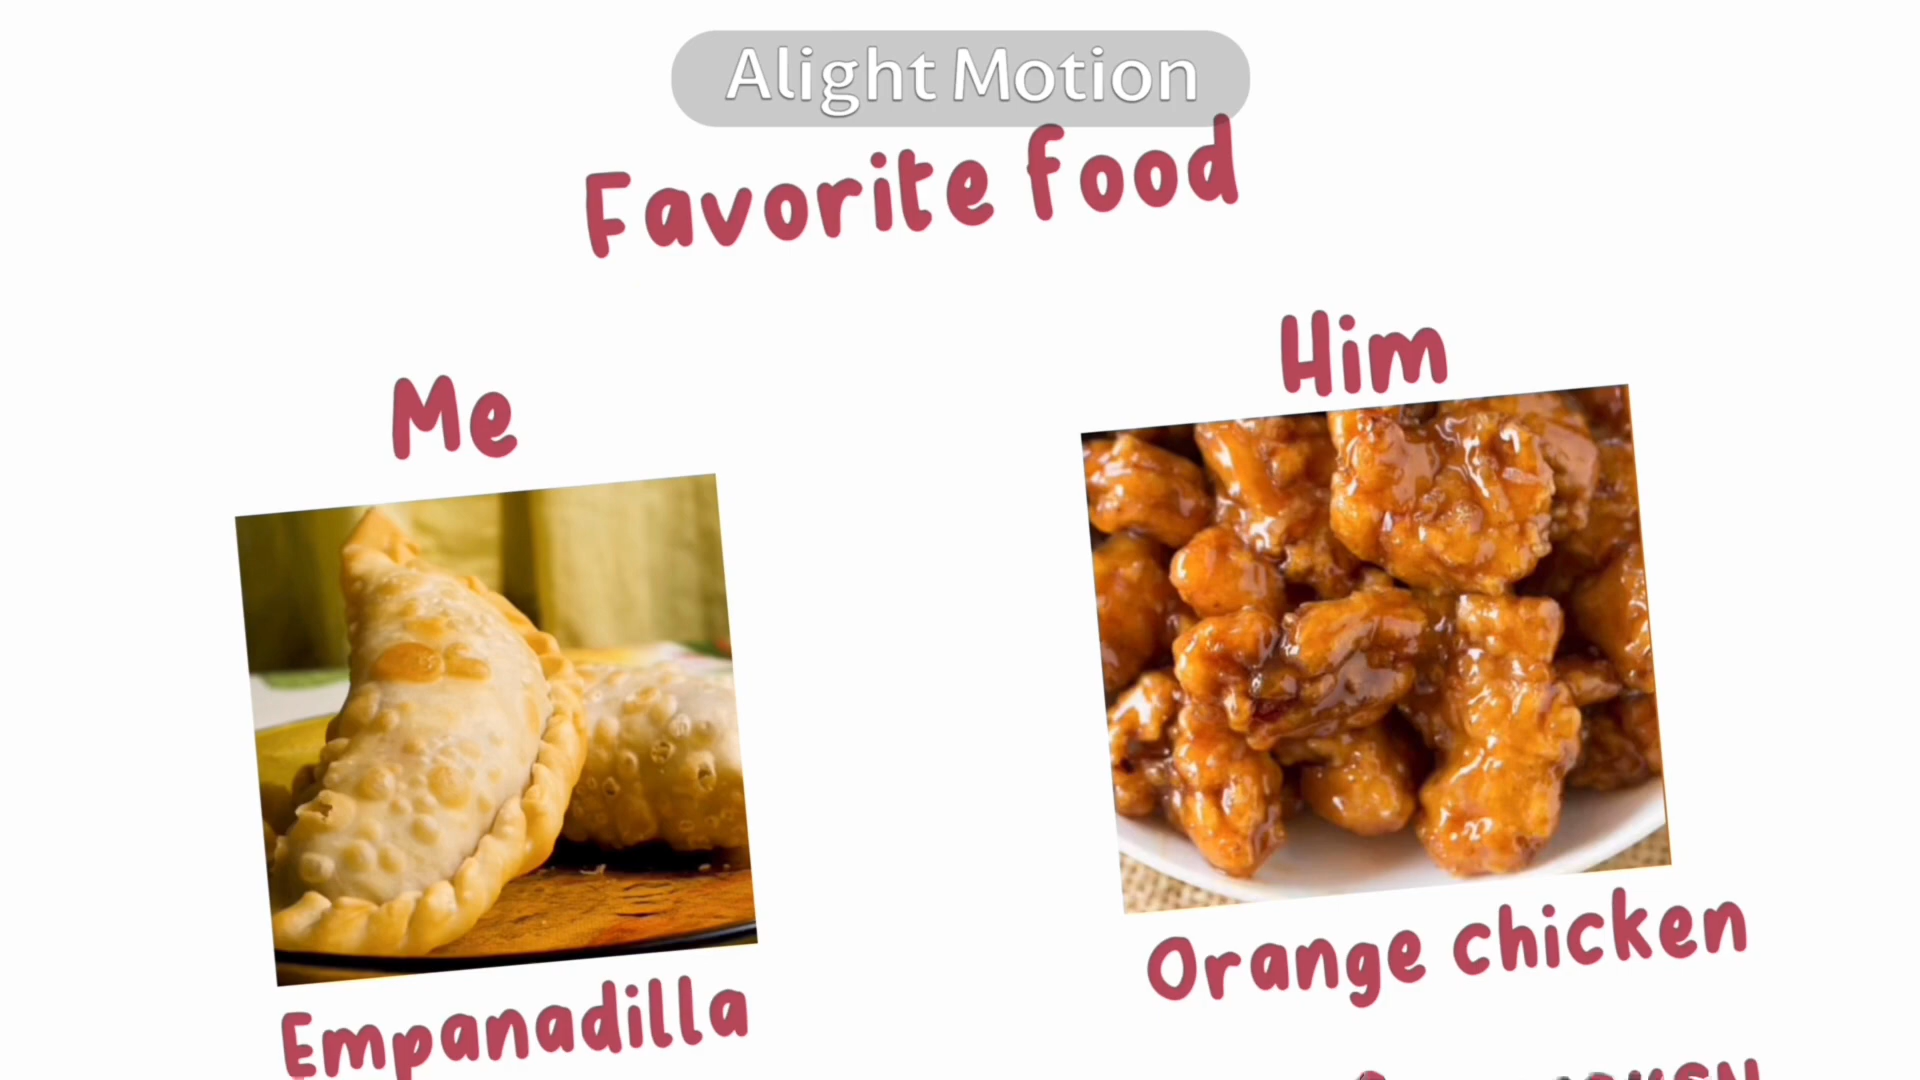 Alight Motion
Favorite food
Me
Him
Orange chicken
Empanadilla